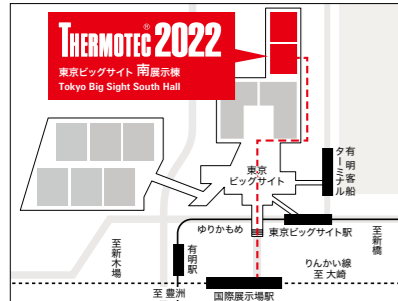 THERMOTEC® 2022
東京ビッグサイト 南展示棟
Tokyo Big Sight South Hall
東京
ビッグサイト
有明客船
ターミナル
ゆりかもめ
東京ビッグサイト駅
至新橋
至新木場
有明駅
りんかい線
至 大崎
至 豊洲
国際展示場駅